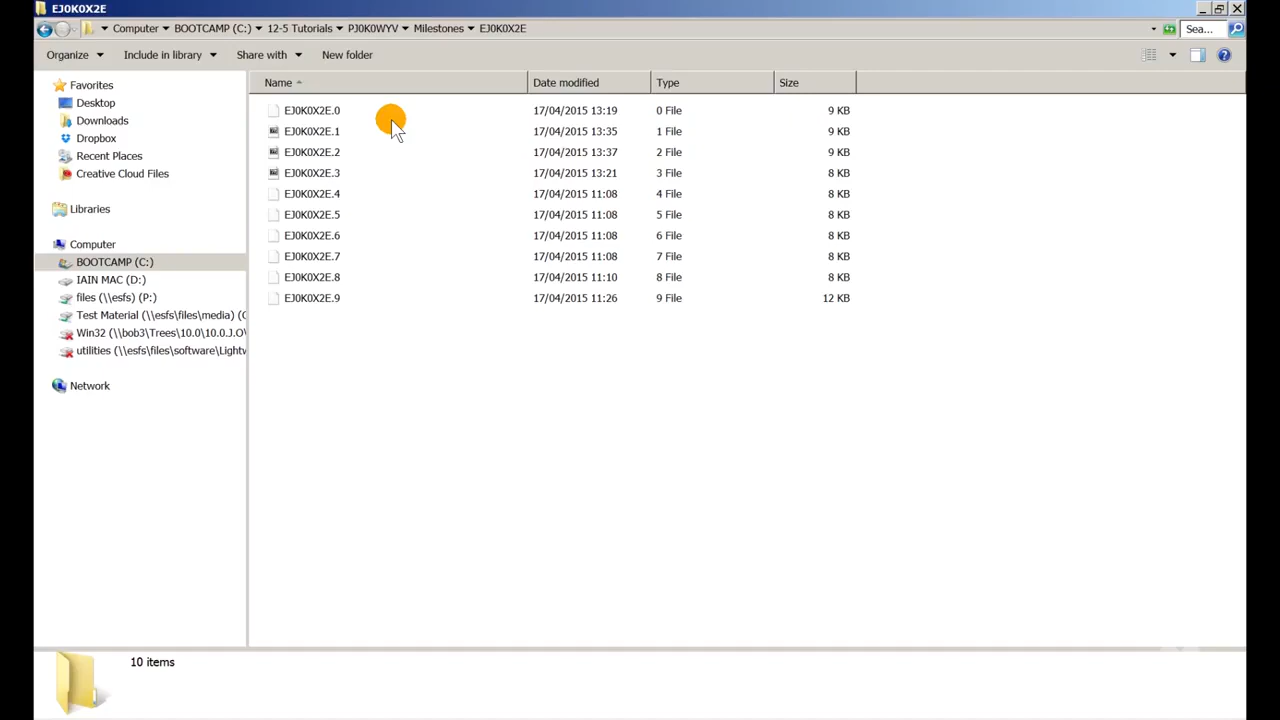 EJ0K0X2E
Computer BOOTCAMP (C:) 12-5 Tutorials PJ0K0WYV Milestones EJ0K0X2E Sea...
Organize Include in library Share with New folder
Name Date modified Type Size
Favorites
Desktop
Downloads
Dropbox
Recent Places
Creative Cloud Files
Libraries
Computer
BOOTCAMP (C:)
IAIN MAC (D:)
files (\\esfs) (P:)
Test Material (\\esfs\files\media) (
Win32 (\\bob3\Trees\10.0\10.0.J.O\
utilities (\\esfs\files\software\Lightw
Network
EJ0K0X2E.0 17/04/2015 13:19 0 File 9 KB
EJ0K0X2E.1 17/04/2015 13:35 1 File 9 KB
EJ0K0X2E.2 17/04/2015 13:37 2 File 9 KB
EJ0K0X2E.3 17/04/2015 13:21 3 File 8 KB
EJ0K0X2E.4 17/04/2015 11:08 4 File 8 KB
EJ0K0X2E.5 17/04/2015 11:08 5 File 8 KB
EJ0K0X2E.6 17/04/2015 11:08 6 File 8 KB
EJ0K0X2E.7 17/04/2015 11:08 7 File 8 KB
EJ0K0X2E.8 17/04/2015 11:10 8 File 8 KB
EJ0K0X2E.9 17/04/2015 11:26 9 File 12 KB
10 items